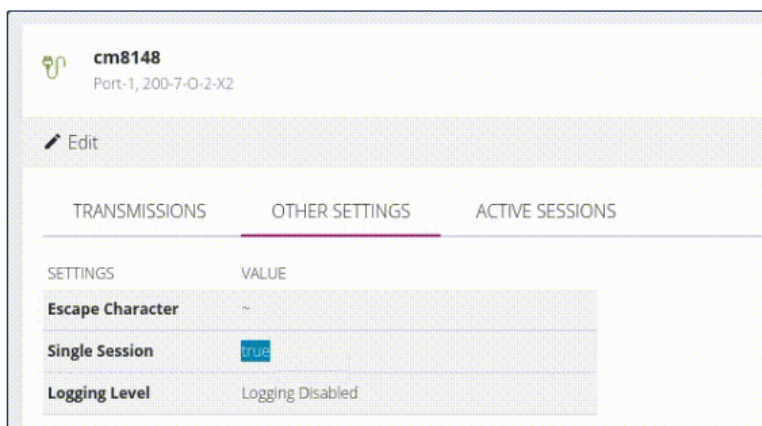 cm8148
Port-1, 200-7-O-2-X2
Edit
TRANSMISSIONS OTHER SETTINGS ACTIVE SESSIONS
SETTINGS VALUE
Escape Character ~
Single Session true
Logging Level Logging Disabled